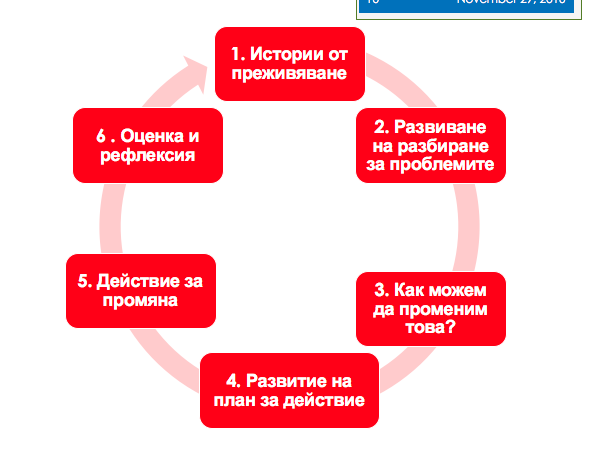 November 27, 2018
1. Истории от
преживяване
2. Развиване
на разбиране
за проблемите
3. Как можем
да променим
това?
4. Развитие на
план за действие
5. Действие за
промяна
6 . Оценка и
рефлексия